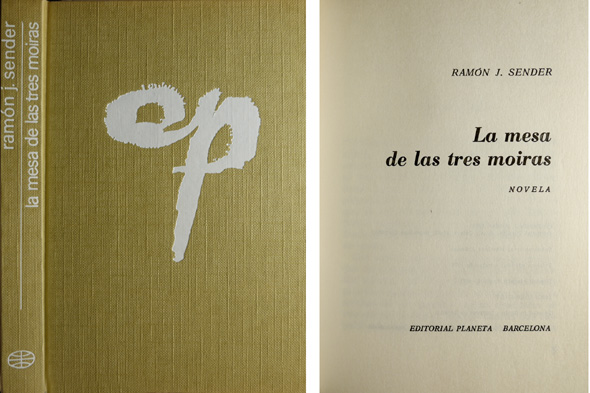 ramón j. sender
la mesa de las tres moiras
ep
RAMÓN J. SENDER
La mesa
de las tres moiras
NOVELA
EDITORIAL PLANETA BARCELONA